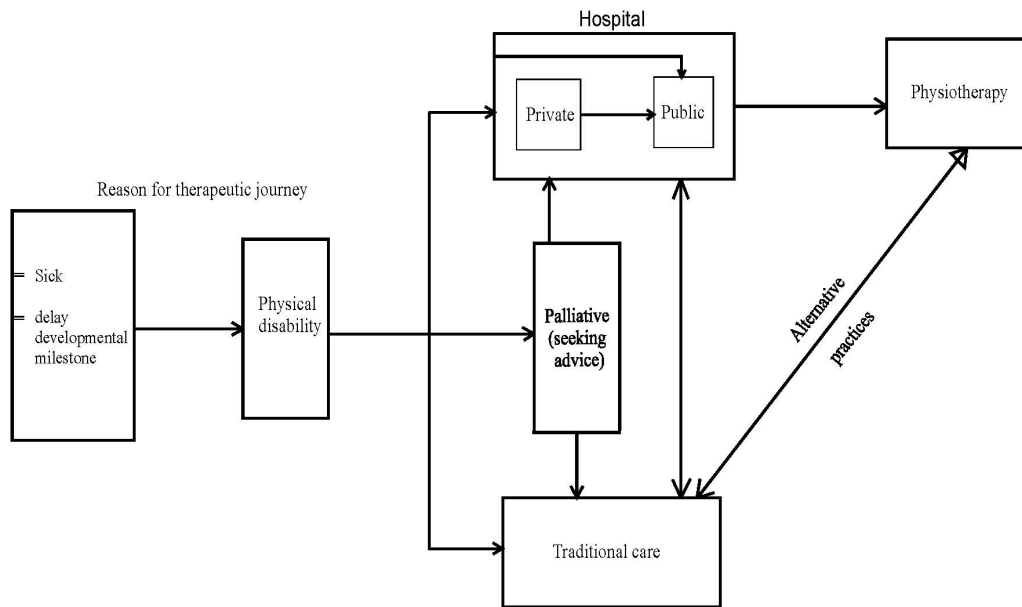 Hospital
Private
Public
Physiotherapy
Reason for therapeutic journey
Sick
delay
developmental
milestone
Physical
disability
Palliative
(seeking
advice)
Alternative
practices
Traditional care